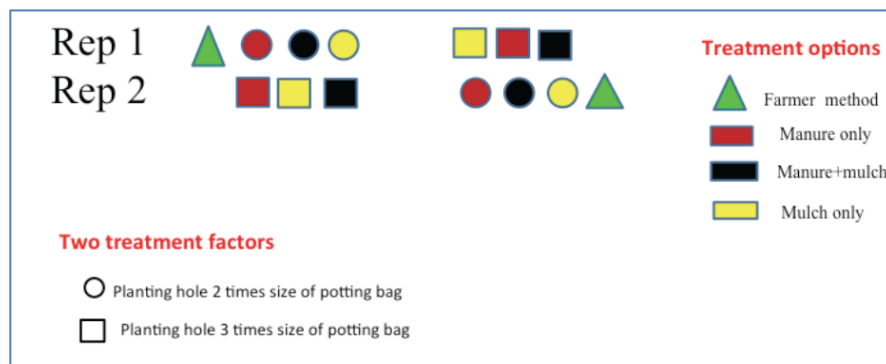 Rep 1
Rep 2
Treatment options
Farmer method
Manure only
Manure+mulch
Mulch only
Two treatment factors
Planting hole 2 times size of potting bag
Planting hole 3 times size of potting bag